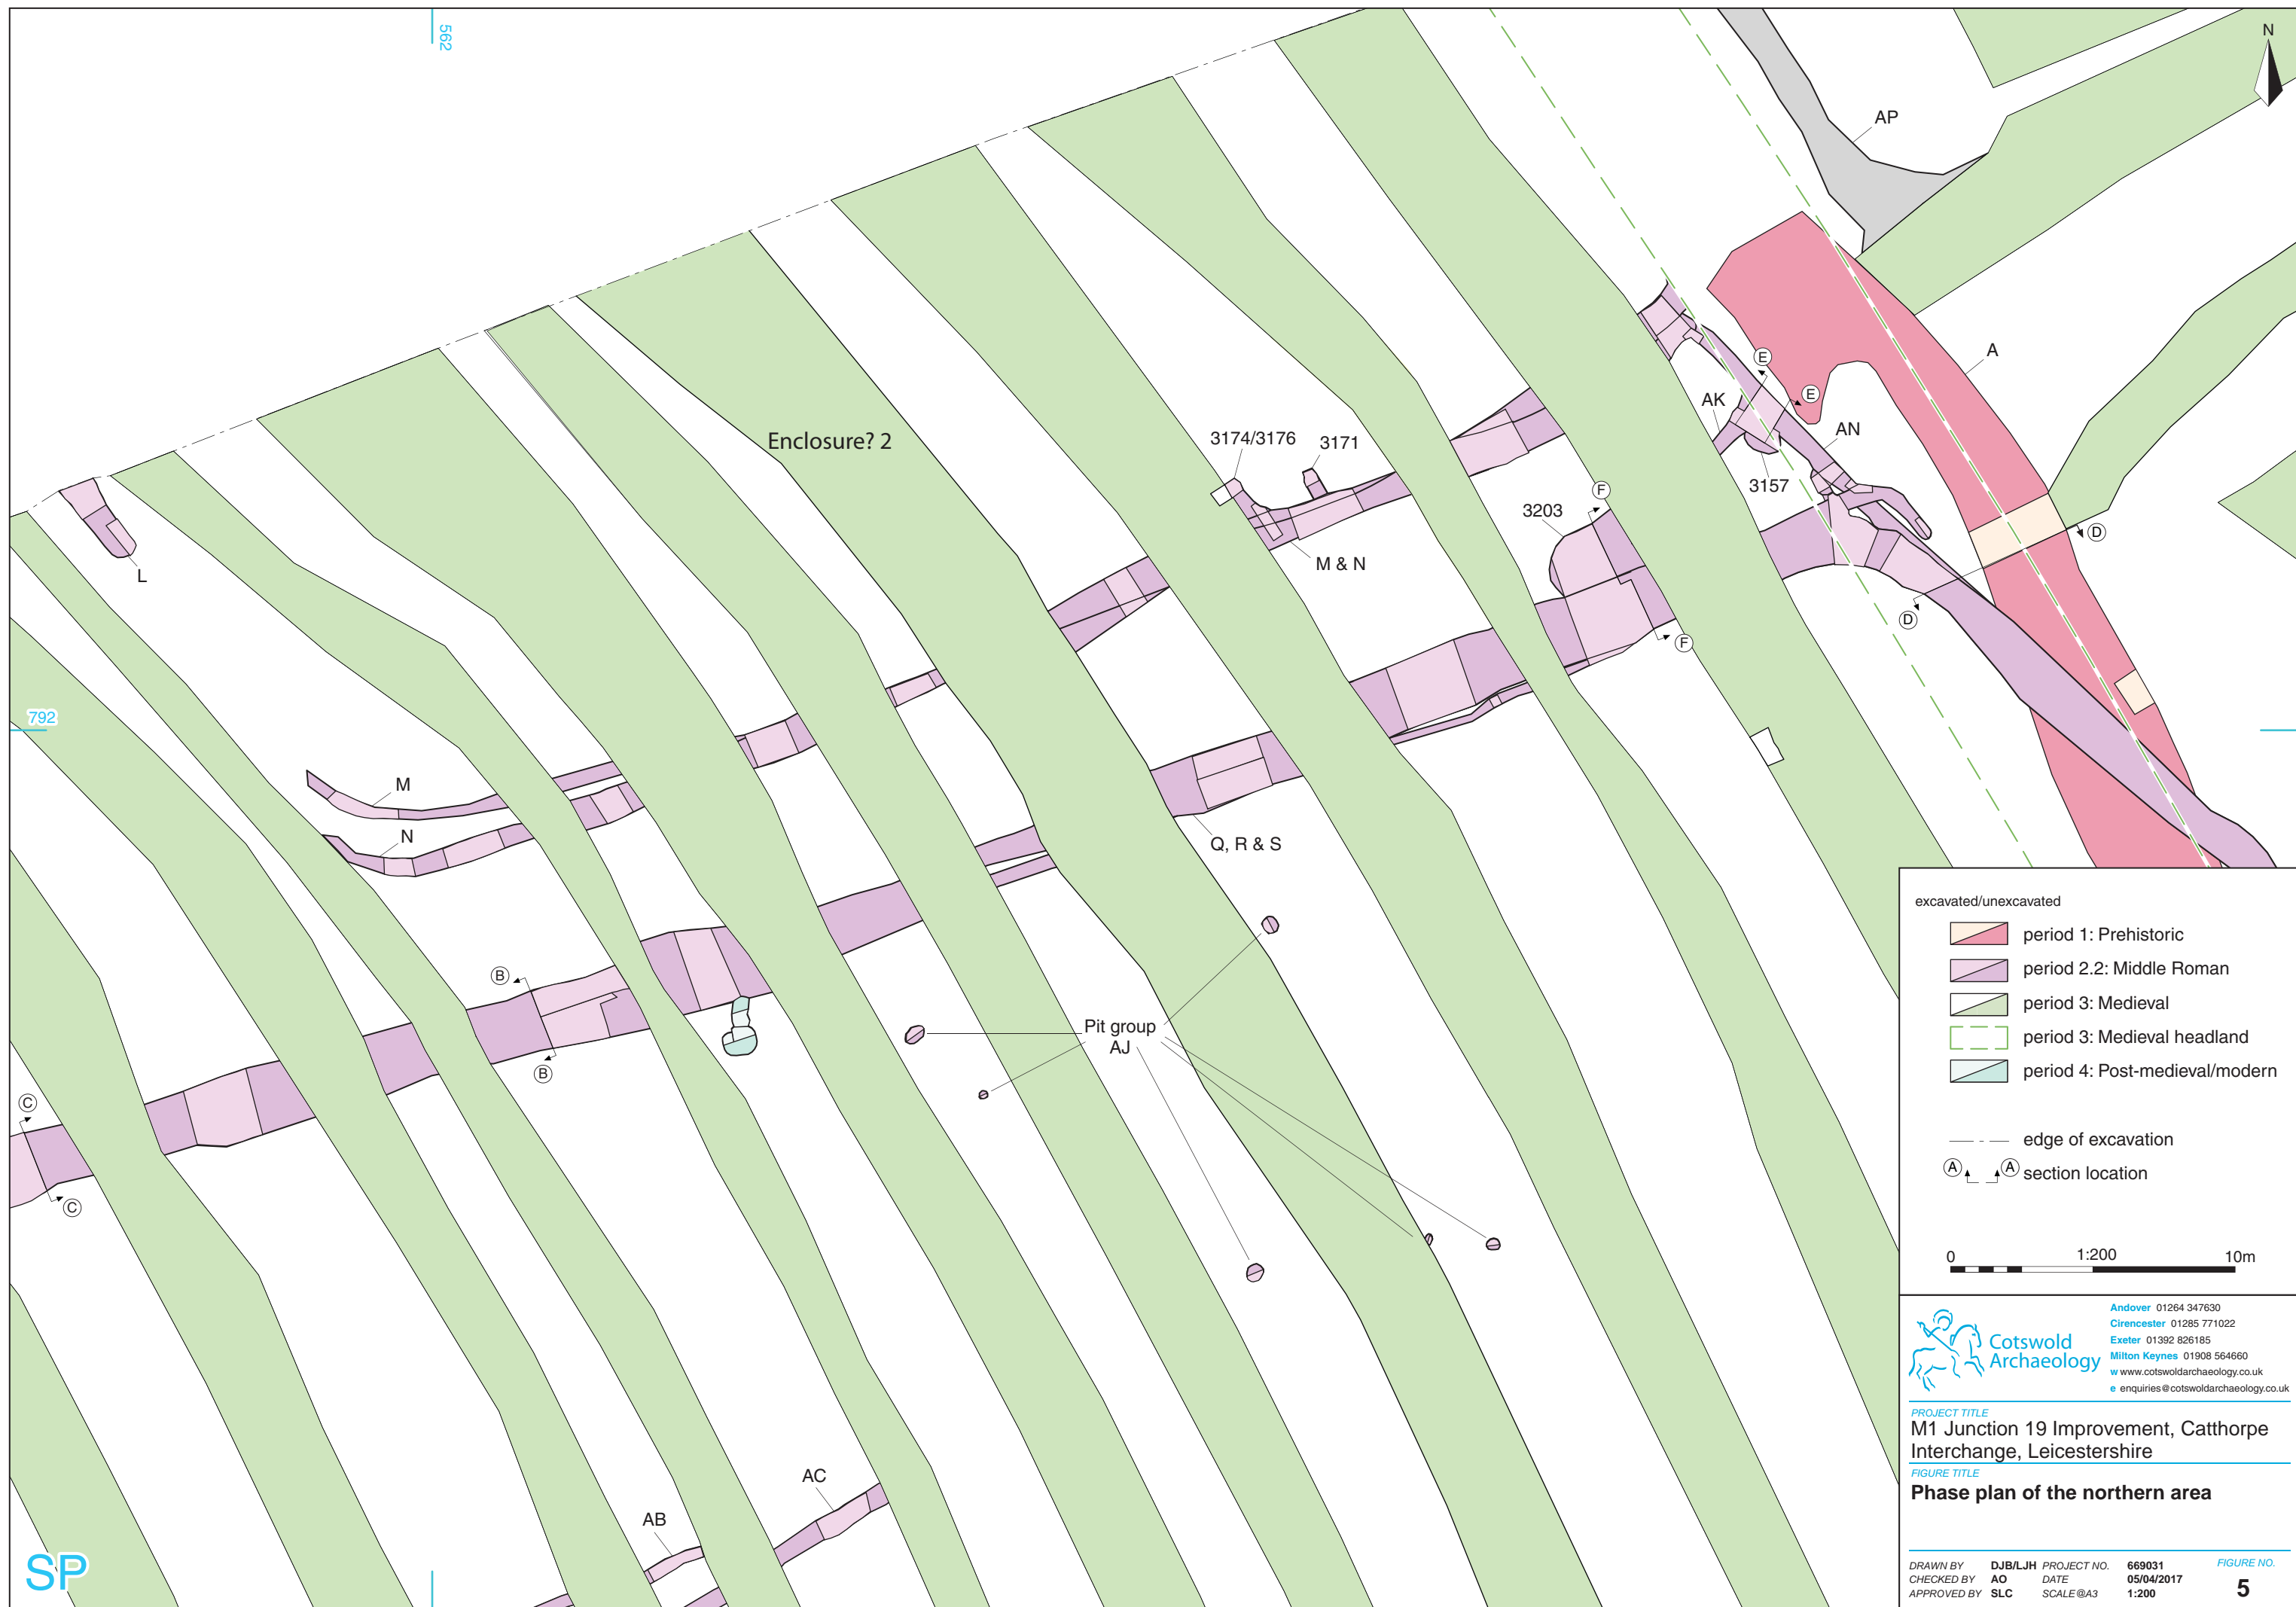 562
N
AP
A
E
E
AK
AN
Enclosure? 2
3174/3176
3171
3157
F
3203
D
M & N
L
D
F
792
M
N
Q, R & S
B
Pit group
AJ
B
C
C
AC
AB
SP
excavated/unexcavated
period 1: Prehistoric
period 2.2: Middle Roman
period 3: Medieval
period 3: Medieval headland
period 4: Post-medieval/modern
edge of excavation
A A section location
0 1:200 10m
Cotswold
Archaeology
Andover 01264 347630
Cirencester 01285 771022
Exeter 01392 826185
Milton Keynes 01908 564660
w www.cotswoldarchaeology.co.uk
e enquiries@cotswoldarchaeology.co.uk
PROJECT TITLE
M1 Junction 19 Improvement, Catthorpe
Interchange, Leicestershire
FIGURE TITLE
Phase plan of the northern area
DRAWN BY DJB/LJH PROJECT NO. 669031 FIGURE NO.
CHECKED BY AO DATE 05/04/2017
APPROVED BY SLC SCALE@A3 1:200 5